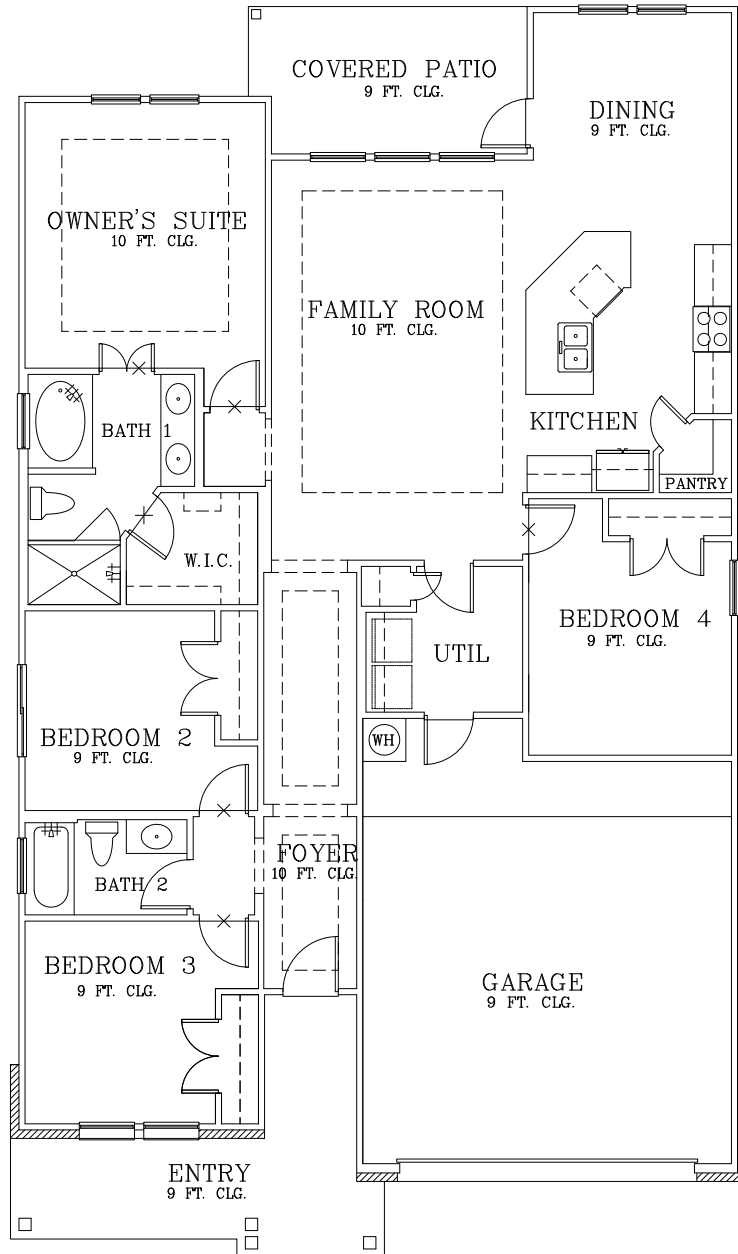 COVERED PATIO
9 FT. CLG.
DINING
9 FT. CLG.
OWNER'S SUITE
10 FT. CLG.
FAMILY ROOM
10 FT. CLG.
KITCHEN
BATH 1
PANTRY
W.I.C.
BEDROOM 4
9 FT. CLG.
UTIL
BEDROOM 2
9 FT. CLG.
WH
FOYER
10 FT. CLG.
BATH 2
BEDROOM 3
9 FT. CLG.
GARAGE
9 FT. CLG.
ENTRY
9 FT. CLG.